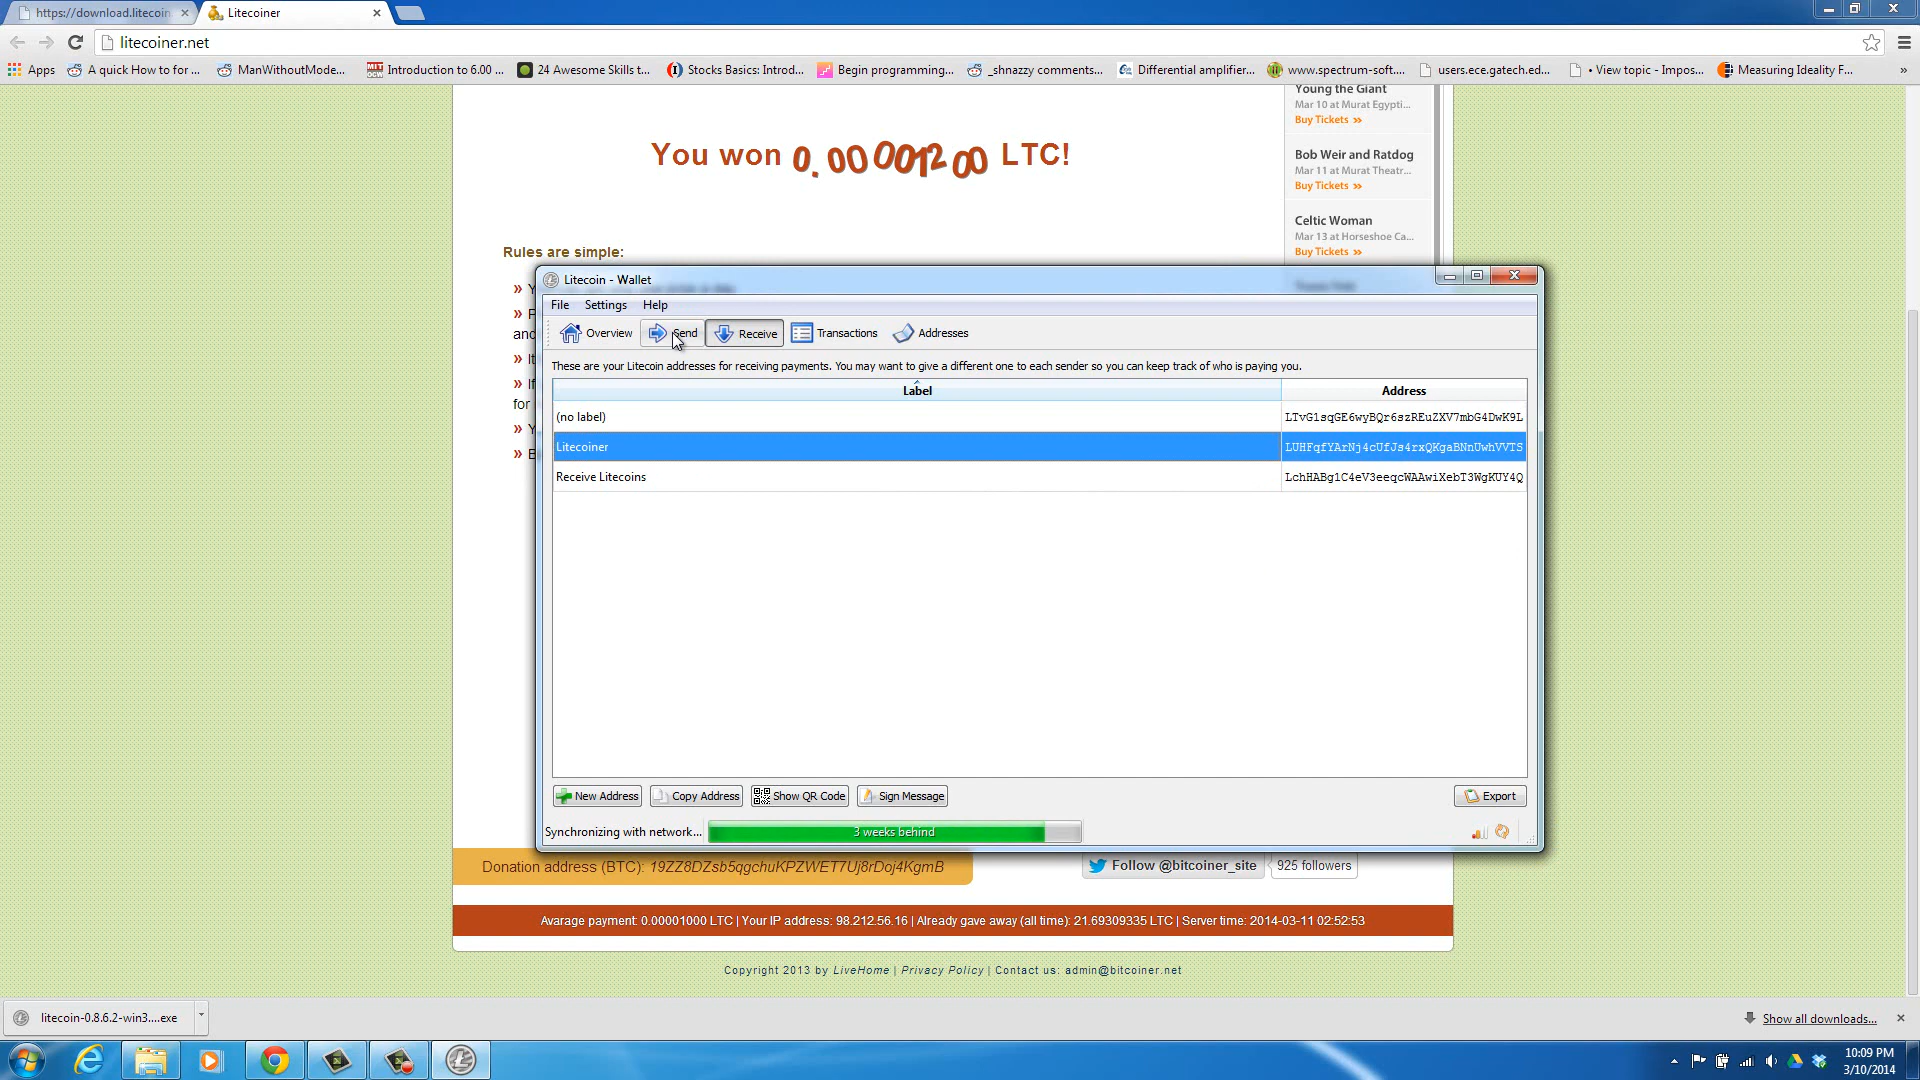 https://download.litecoin
Litecoiner
litecoiner.net
Apps
A quick How to for ...
ManWithoutMode...
Introduction to 6.00 ...
24 Awesome Skills t...
Stocks Basics: Introd...
Begin programming...
_shnazzy comments...
Differential amplifier...
www.spectrum-soft....
users.ece.gatech.ed...
• View topic - Impos...
Measuring Ideality F...
»
Young the Giant
Mar 10 at Murat Egypti...
Buy Tickets »
Bob Weir and Ratdog
Mar 11 at Murat Theatr...
Buy Tickets »
Celtic Woman
Mar 13 at Horseshoe Ca...
Buy Tickets »
You won 0.00001200 LTC!
Rules are simple:
and
for
Litecoin - Wallet
File Settings Help
Overview Send Receive Transactions Addresses
These are your Litecoin addresses for receiving payments. You may want to give a different one to each sender so you can keep track of who is paying you.
Label Address
(no label) LTvG1sqGE6wyBQr6szREuZXV7mbG4DwK9L
Litecoiner LUHFqfYArNj4cUfJs4rxQKgaBNnUwhVVTS
Receive Litecoins LchHABg1C4eV3eeqcWAAwiXebT3WgKUY4Q
New Address Copy Address Show QR Code Sign Message Export
Synchronizing with network... 3 weeks behind
Donation address (BTC): 19ZZ8DZsb5qgchuKPZWET7Uj8rDoj4KgmB
Follow @bitcoiner_site 925 followers
Avarage payment: 0.00001000 LTC | Your IP address: 98.212.56.16 | Already gave away (all time): 21.69309335 LTC | Server time: 2014-03-11 02:52:53
Copyright 2013 by LiveHome | Privacy Policy | Contact us: admin@bitcoiner.net
litecoin-0.8.6.2-win3....exe
Show all downloads...
10:09 PM
3/10/2014